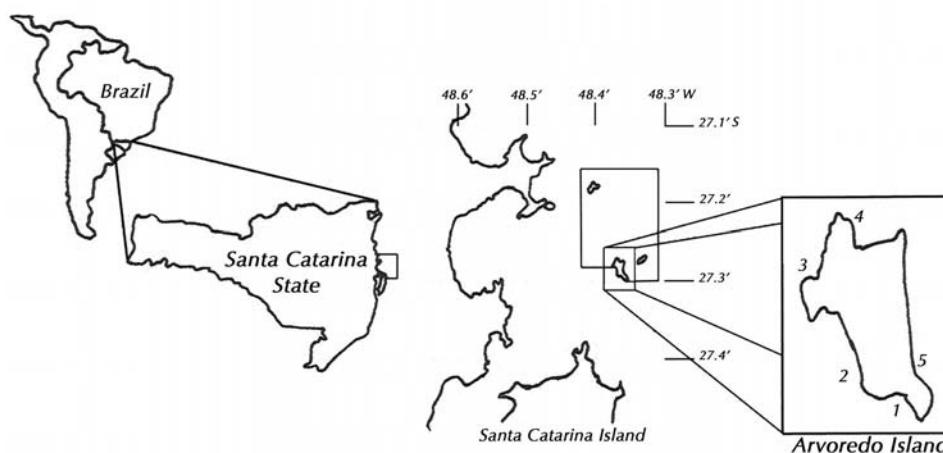 Brazil
Santa Catarina
State
48.6' 48.5' 48.4' 48.3' W
27.1' S
27.2'
27.3'
27.4'
Santa Catarina Island
4
3
5
2
1
Arvoredo Island